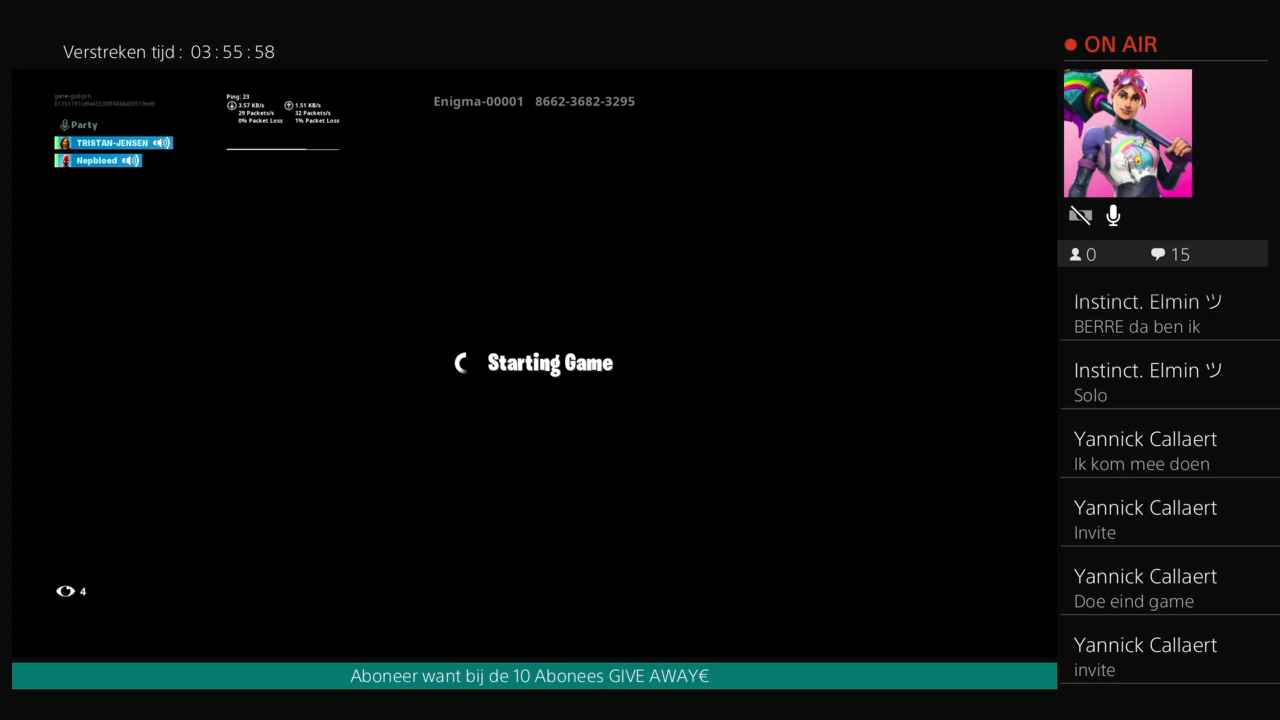 Verstreken tijd : 03 : 55 : 58
ON AIR
game-god-pro
Ping: 23
3.57 KB/s
1.51 KB/s
29 Packets/s
32 Packets/s
0% Packet Loss
1% Packet Loss
Enigma-00001 8662-3682-3295
Party
TRISTAN-JENSEN
Nepbloed
0
15
Instinct. Elmin ツ
BERRE da ben ik
Instinct. Elmin ツ
Solo
Starting Game
Yannick Callaert
Ik kom mee doen
Yannick Callaert
Invite
Yannick Callaert
Doe eind game
Yannick Callaert
invite
4
Aboneer want bij de 10 Abonees GIVE AWAY€